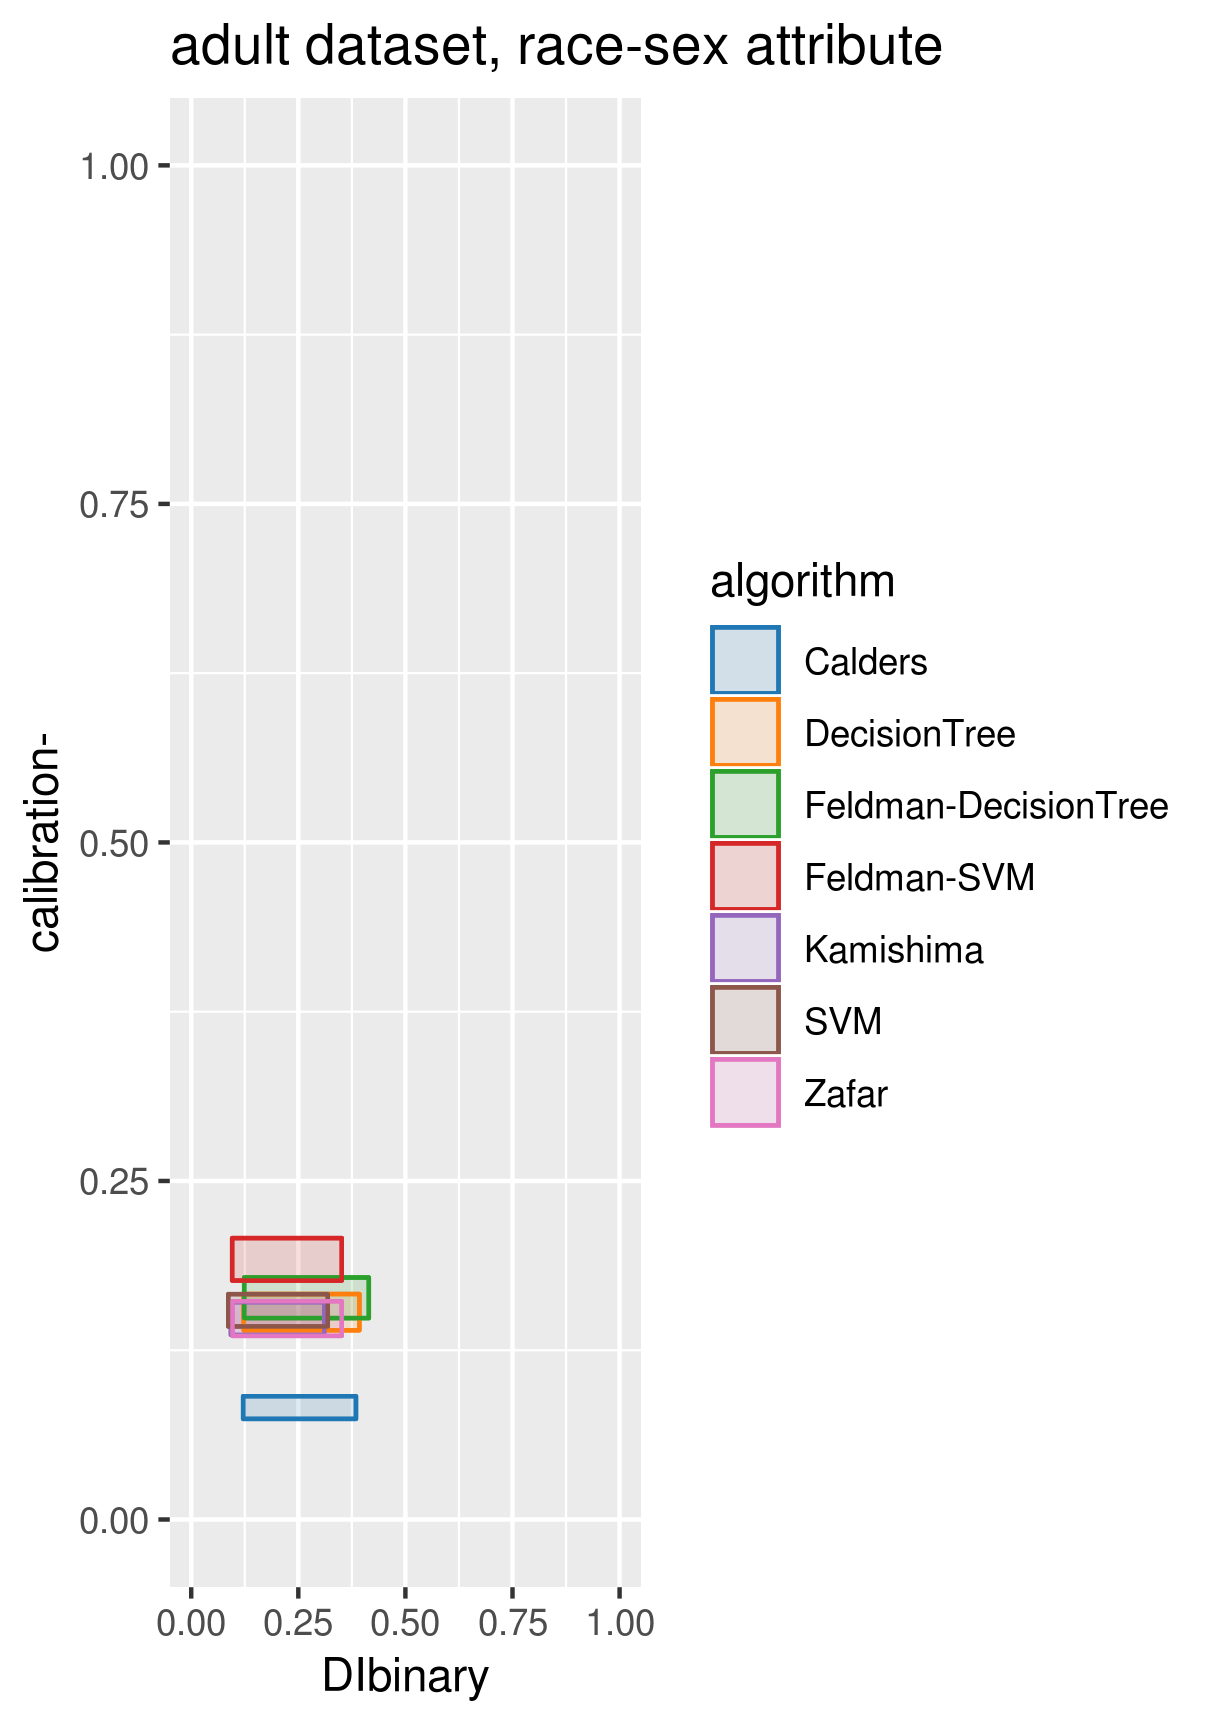 adult dataset, race-sex attribute
1.00
0.75
0.50
0.25
0.00
calibration-
0.00 0.25 0.50 0.75 1.00
DIbinary
algorithm
Calders
DecisionTree
Feldman-DecisionTree
Feldman-SVM
Kamishima
SVM
Zafar